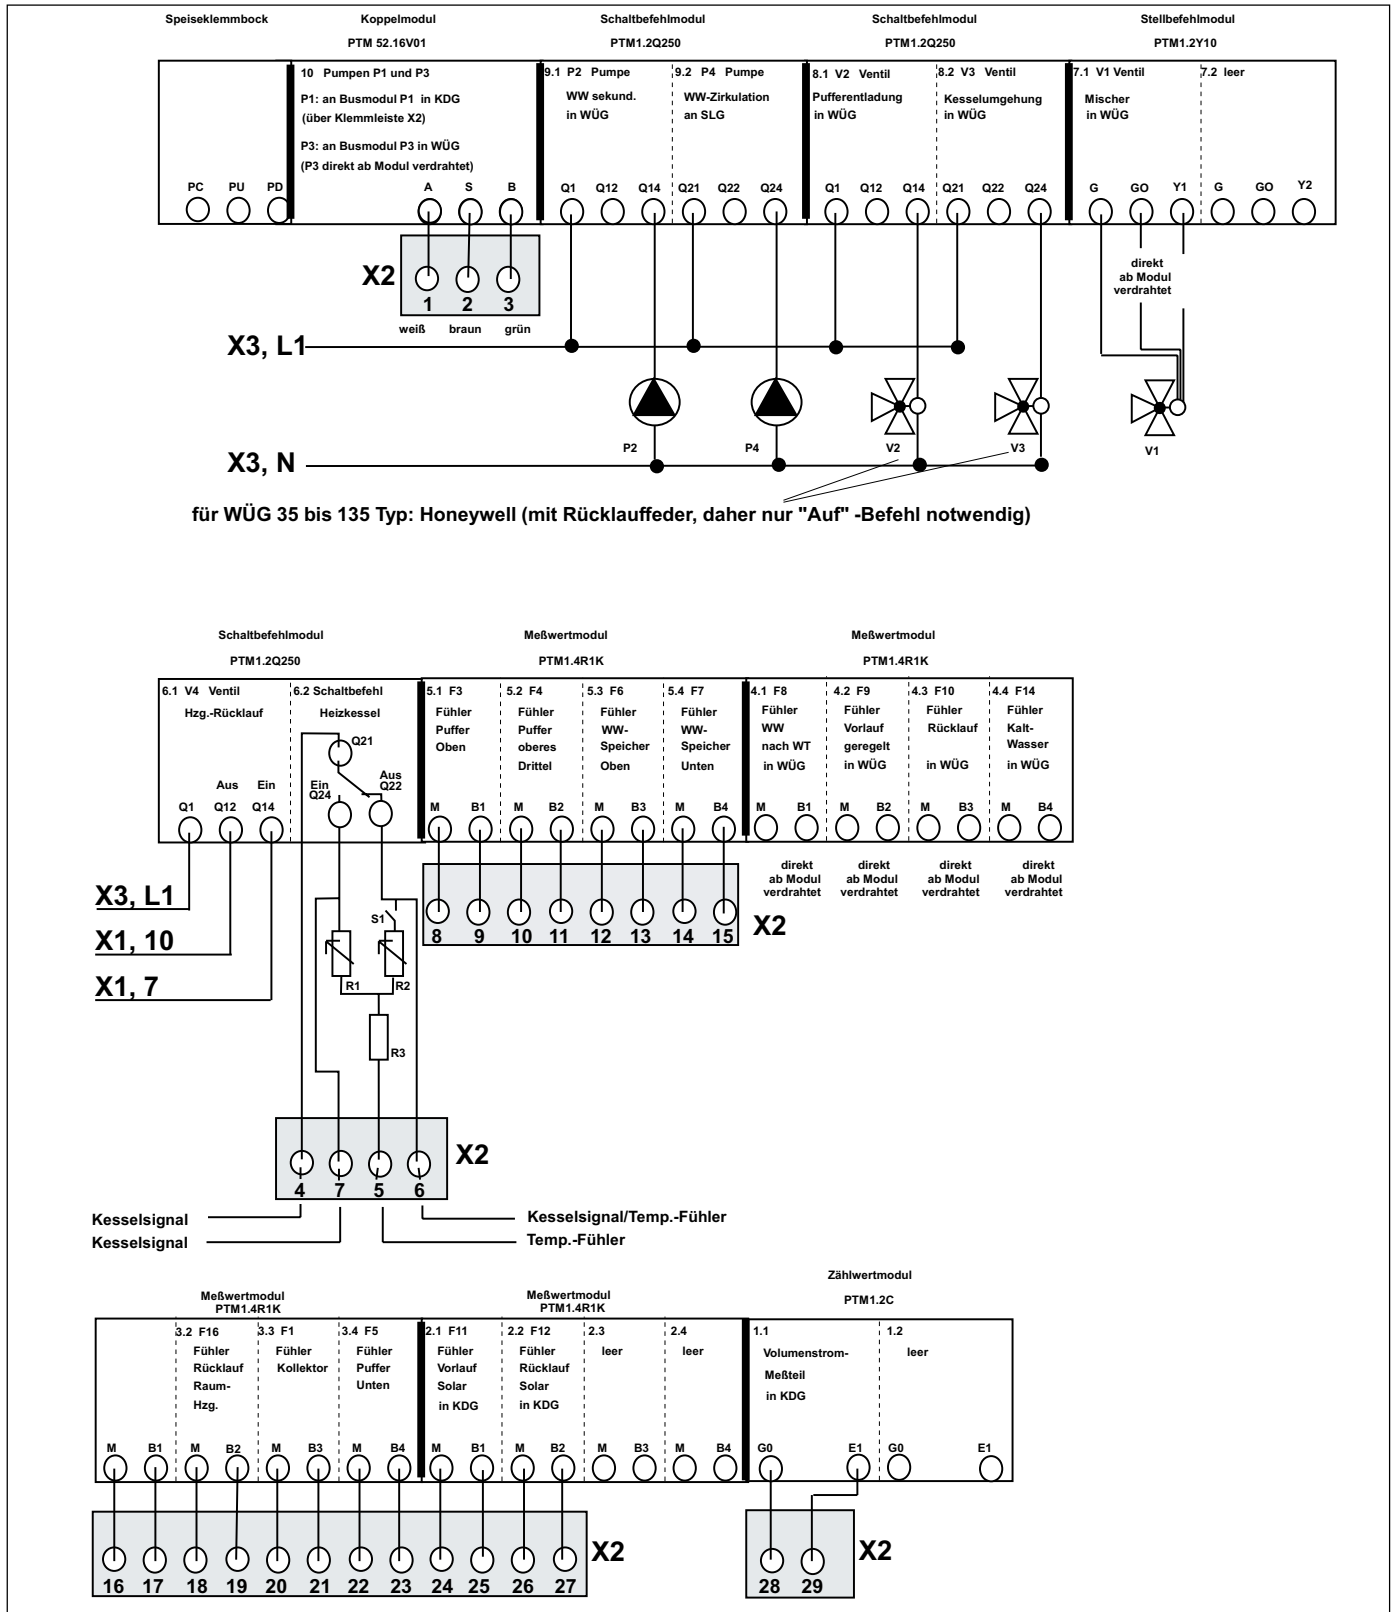 Speiseklemmbock
Koppelmodul
PTM 52.16V01
Schaltbefehlmodul
PTM1.2Q250
Schaltbefehlmodul
PTM1.2Q250
Stellbefehlmodul
PTM1.2Y10
PC PU PD
10 Pumpen P1 und P3
P1: an Busmodul P1 in KDG
(über Klemmleiste X2)
P3: an Busmodul P3 in WÜG
(P3 direkt ab Modul verdrahtet)
A S B
9.1 P2 Pumpe
WW sekund.
in WÜG
Q1 Q12 Q14
9.2 P4 Pumpe
WW-Zirkulation
an SLG
Q21 Q22 Q24
8.1 V2 Ventil
Pufferentladung
in WÜG
Q1 Q12 Q14
8.2 V3 Ventil
Kesselumgehung
in WÜG
Q21 Q22 Q24
7.1 V1 Ventil
Mischer
in WÜG
G GO Y1
7.2 leer
G GO Y2
X2
1 2 3
weiß braun grün
direkt
ab Modul
verdrahtet
X3, L1
P2 P4 V2 V3 V1
X3, N
für WÜG 35 bis 135 Typ: Honeywell (mit Rücklauffeder, daher nur "Auf" -Befehl notwendig)
Schaltbefehlmodul
PTM1.2Q250
Meßwertmodul
PTM1.4R1K
Meßwertmodul
PTM1.4R1K
6.1 V4 Ventil
Hzg.-Rücklauf
Aus Ein
Q1 Q12 Q14
6.2 Schaltbefehl
Heizkessel
Q21
Ein
Q24
Aus
Q22
5.1 F3
Fühler
Puffer
Oben
M B1
5.2 F4
Fühler
Puffer
oberes
Drittel
M B2
5.3 F6
Fühler
WW-
Speicher
Oben
M B3
5.4 F7
Fühler
WW-
Speicher
Unten
M B4
4.1 F8
Fühler
WW
nach WT
in WÜG
M B1
4.2 F9
Fühler
Vorlauf
geregelt
in WÜG
M B2
4.3 F10
Fühler
Rücklauf
in WÜG
M B3
4.4 F14
Fühler
Kalt-
Wasser
in WÜG
M B4
direkt
ab Modul
verdrahtet
direkt
ab Modul
verdrahtet
direkt
ab Modul
verdrahtet
direkt
ab Modul
verdrahtet
X3, L1
X1, 10
X1, 7
S1
R1 R2
R3
8 9 10 11 12 13 14 15
X2
X2
4 7 5 6
Kesselsignal
Kesselsignal
Kesselsignal/Temp.-Fühler
Temp.-Fühler
Meßwertmodul
PTM1.4R1K
Meßwertmodul
PTM1.4R1K
Zählwertmodul
PTM1.2C
M B1
3.2 F16
Fühler
Rücklauf
Raum-
Hzg.
M B2
3.3 F1
Fühler
Kollektor
M B3
3.4 F5
Fühler
Puffer
Unten
M B4
2.1 F11
Fühler
Vorlauf
Solar
in KDG
M B1
2.2 F12
Fühler
Rücklauf
Solar
in KDG
M B2
2.3
leer
M B3
2.4
leer
M B4
1.1
Volumenstrom-
Meßteil
in KDG
G0 E1
1.2
leer
G0 E1
16 17 18 19 20 21 22 23 24 25 26 27
X2
28 29
X2